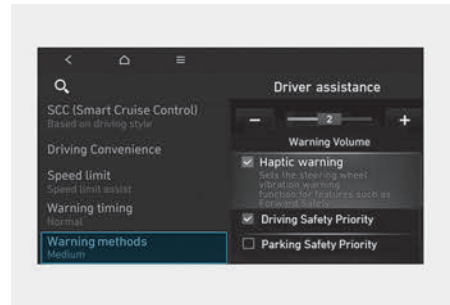 Driver assistance
SCC (Smart Cruise Control)
Based on driving style
Driving Convenience
Speed limit
Speed limit assist
Warning timing
Normal
Warning methods
Medium
2
Warning Volume
Haptic warning
Sets the steering wheel
vibration warning
function for features such as
Forward Safety
Driving Safety Priority
Parking Safety Priority